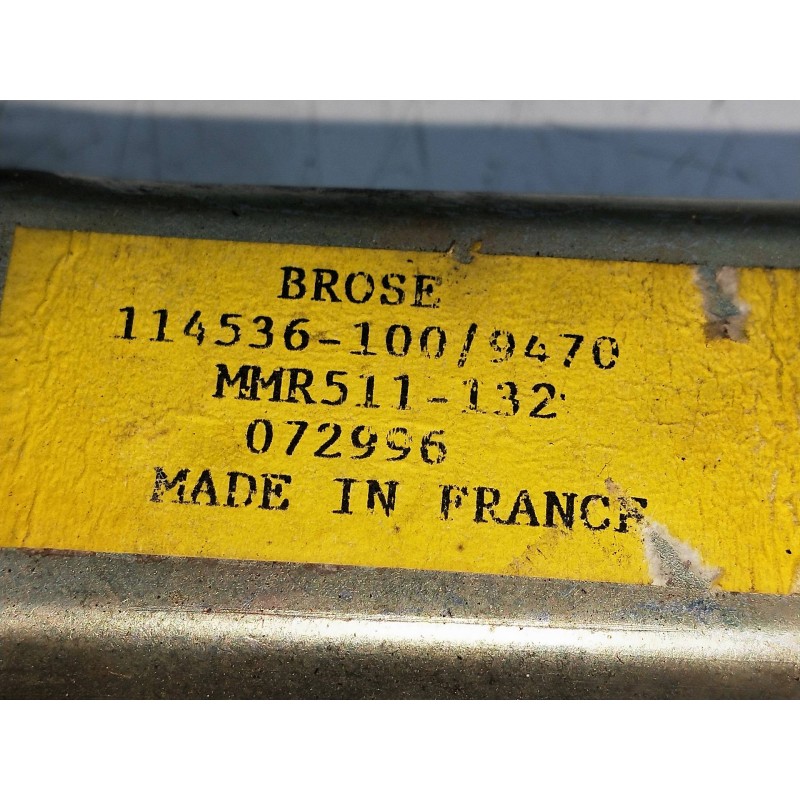 BROSE
114536-100/9470
MMR511-132
072996
MADE IN FRANCE